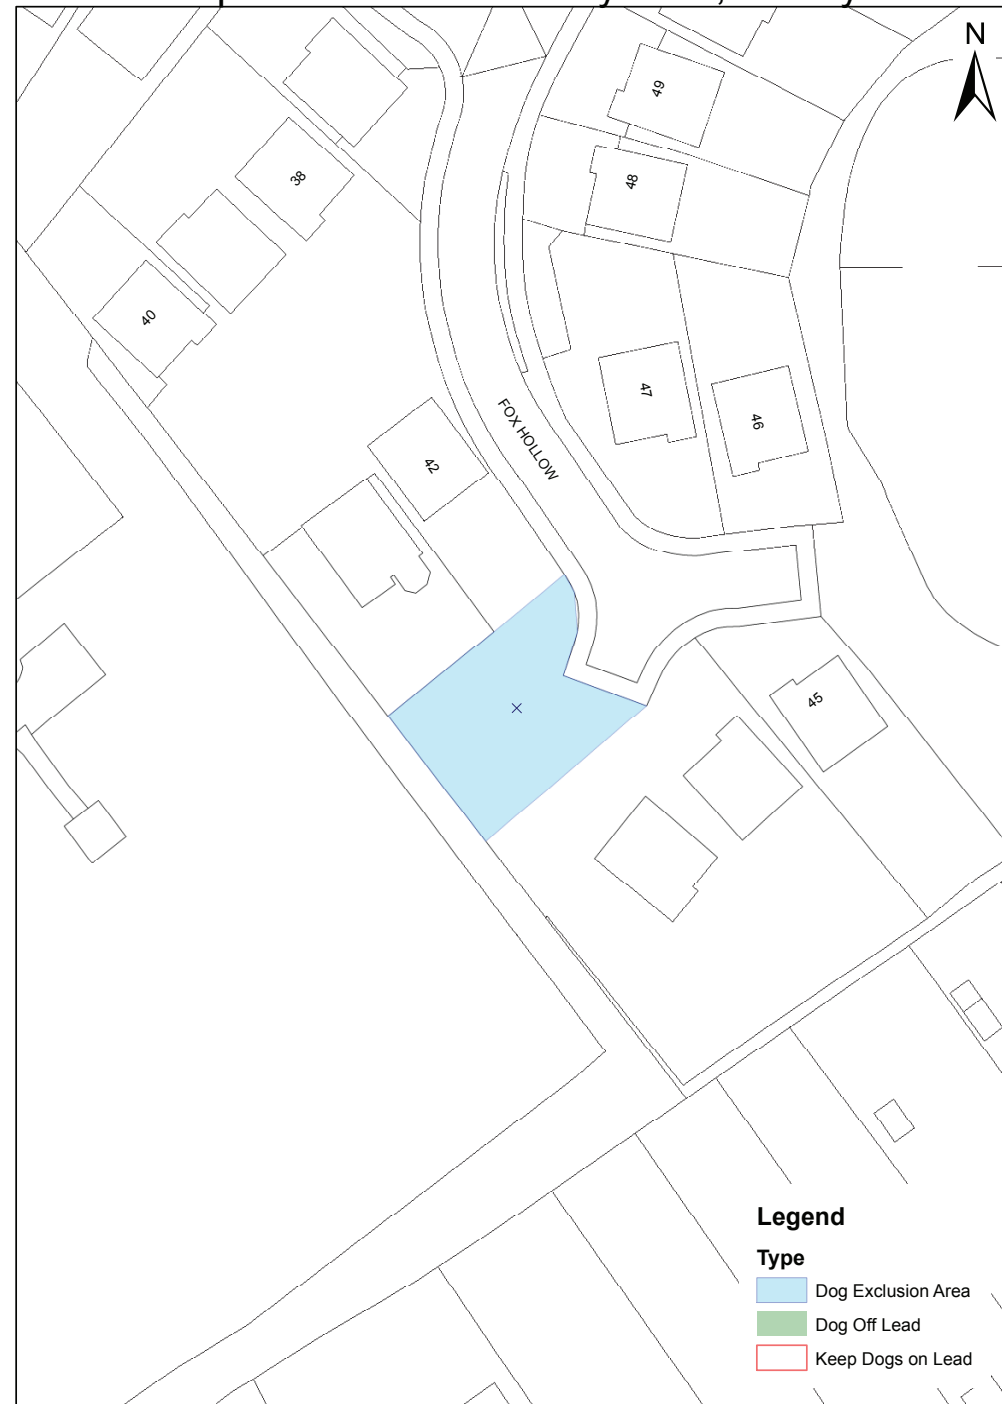 N
49
38
48
40
47
46
FOX HOLLOW
42
45
Legend
Type
Dog Exclusion Area
Dog Off Lead
Keep Dogs on Lead